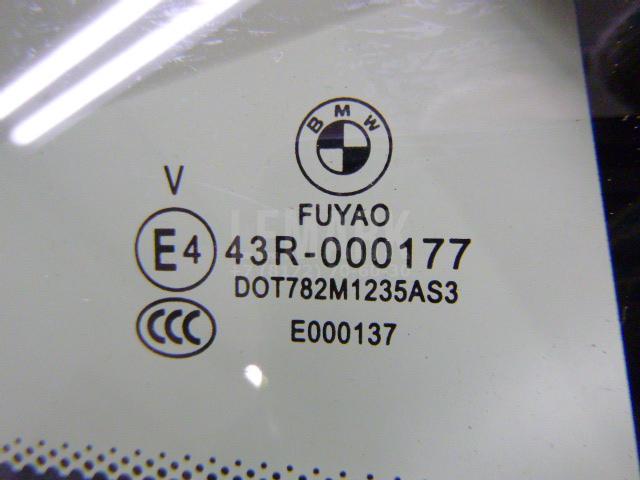 BMW
V
FUYAO
E4 43R-000177
DOT782M1235AS3
CCC E000137